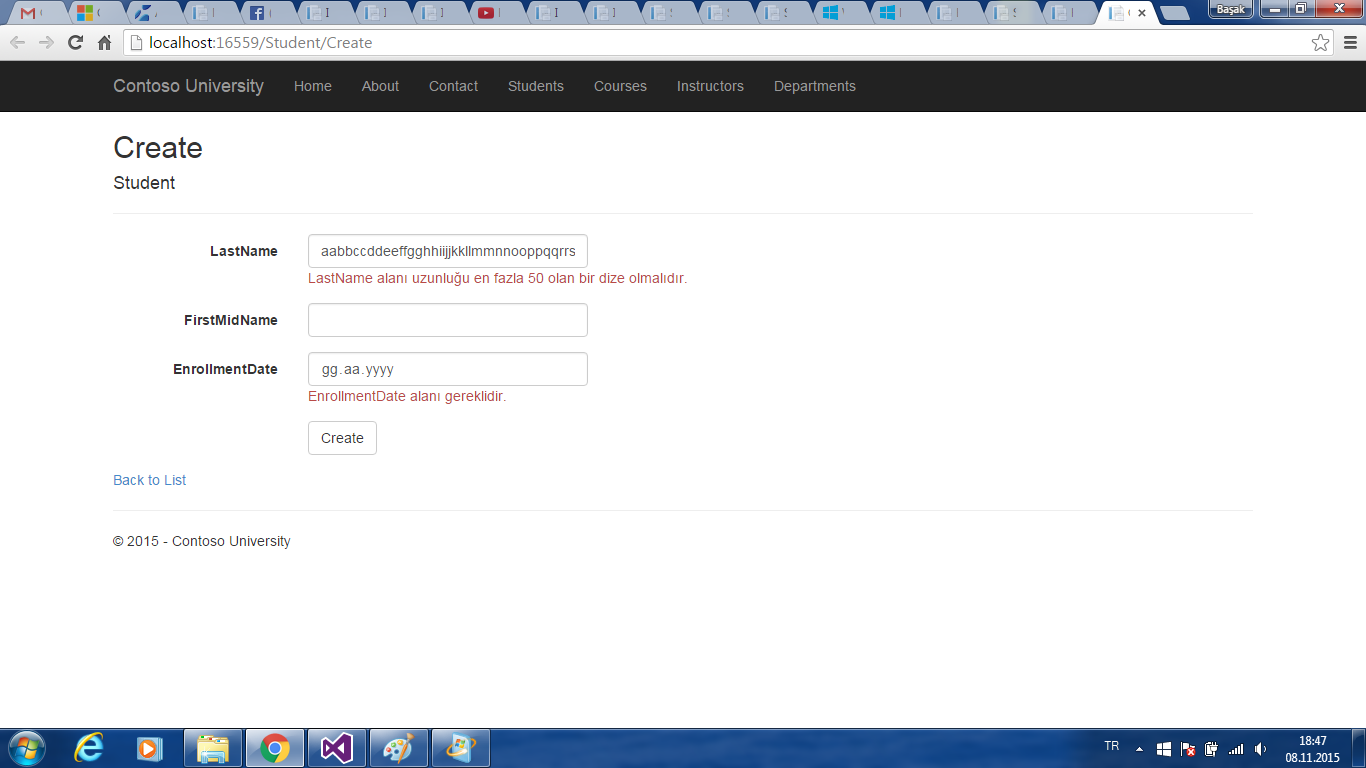 Başak
localhost:16559/Student/Create
Contoso University Home About Contact Students Courses Instructors Departments
Create
Student
LastName aabbccddeeffgghhiijjkkllmmnnooppqqrrs
LastName alanı uzunluğu en fazla 50 olan bir dize olmalıdır.
FirstMidName
EnrollmentDate gg.aa.yyyy
EnrollmentDate alanı gereklidir.
Create
Back to List
© 2015 - Contoso University
TR 18:47
08.11.2015